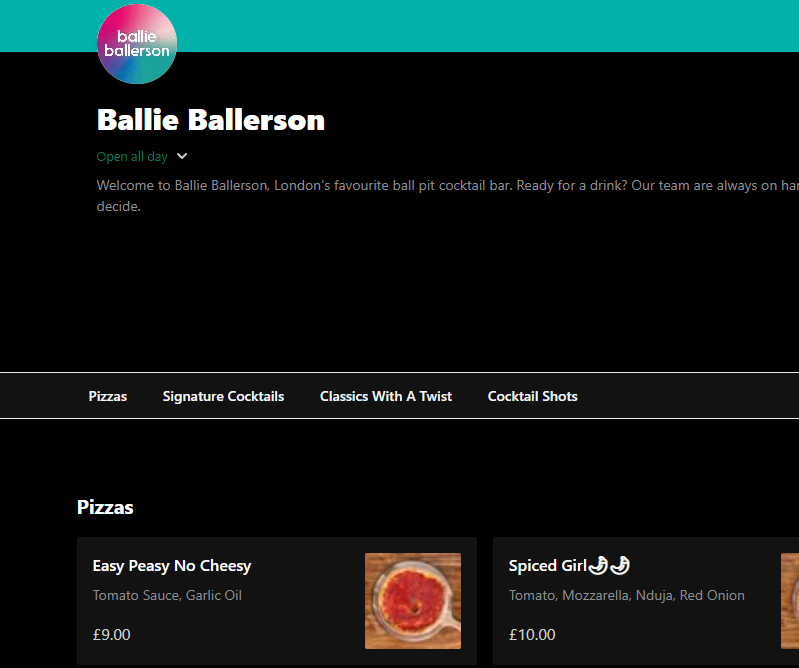 ballie
ballerson
Ballie Ballerson
Open all day
Welcome to Ballie Ballerson, London's favourite ball pit cocktail bar. Ready for a drink? Our team are always on
decide.
Pizzas
Signature Cocktails
Classics With A Twist
Cocktail Shots
Pizzas
Easy Peasy No Cheesy
Tomato Sauce, Garlic Oil
£9.00
Spiced Girl🌶🌶
Tomato, Mozzarella, Nduja, Red Onion
£10.00